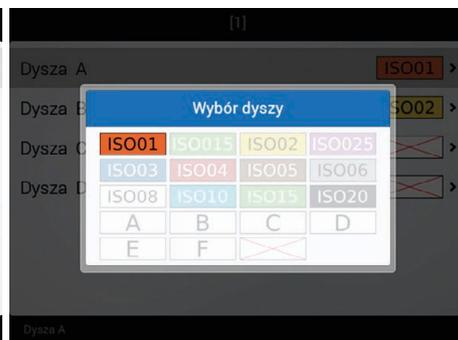 [1]
Dysza A ISO01 >
Dysza B ISO02 >
Dysza C >
Dysza D >
Wybór dyszy
ISO01 ISO015 ISO02 ISO025
ISO03 ISO04 ISO05 ISO06
ISO08 ISO10 ISO15 ISO20
A B C D
E F
Dysza A